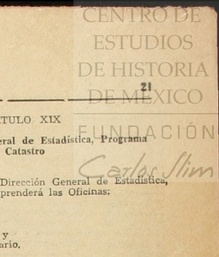 CENTRO DE
ESTUDIOS
DE HISTORIA
DE MÉXICO
FUNDACIÓN
Carlos Slim
21
TULO XIX
eral de Estadística, Programa
Catastro
Dirección General de Estadística,
prenderá las Oficinas:
y
ario.